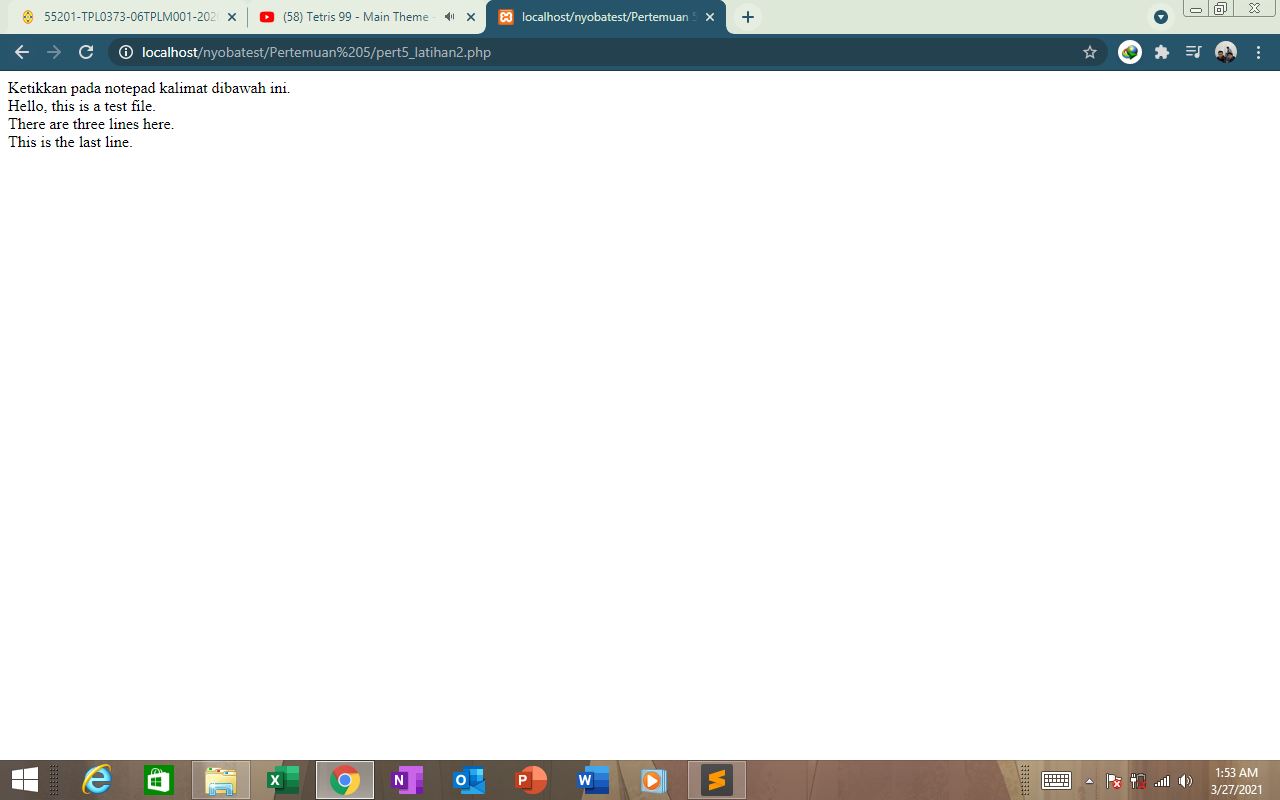 55201-TPL0373-06TPLM001-202
(58) Tetris 99 - Main Theme
localhost/nyobatest/Pertemuan 5
localhost/nyobatest/Pertemuan%205/pert5_latihan2.php
Ketikkan pada notepad kalimat dibawah ini.
Hello, this is a test file.
There are three lines here.
This is the last line.
1:53 AM
3/27/2021